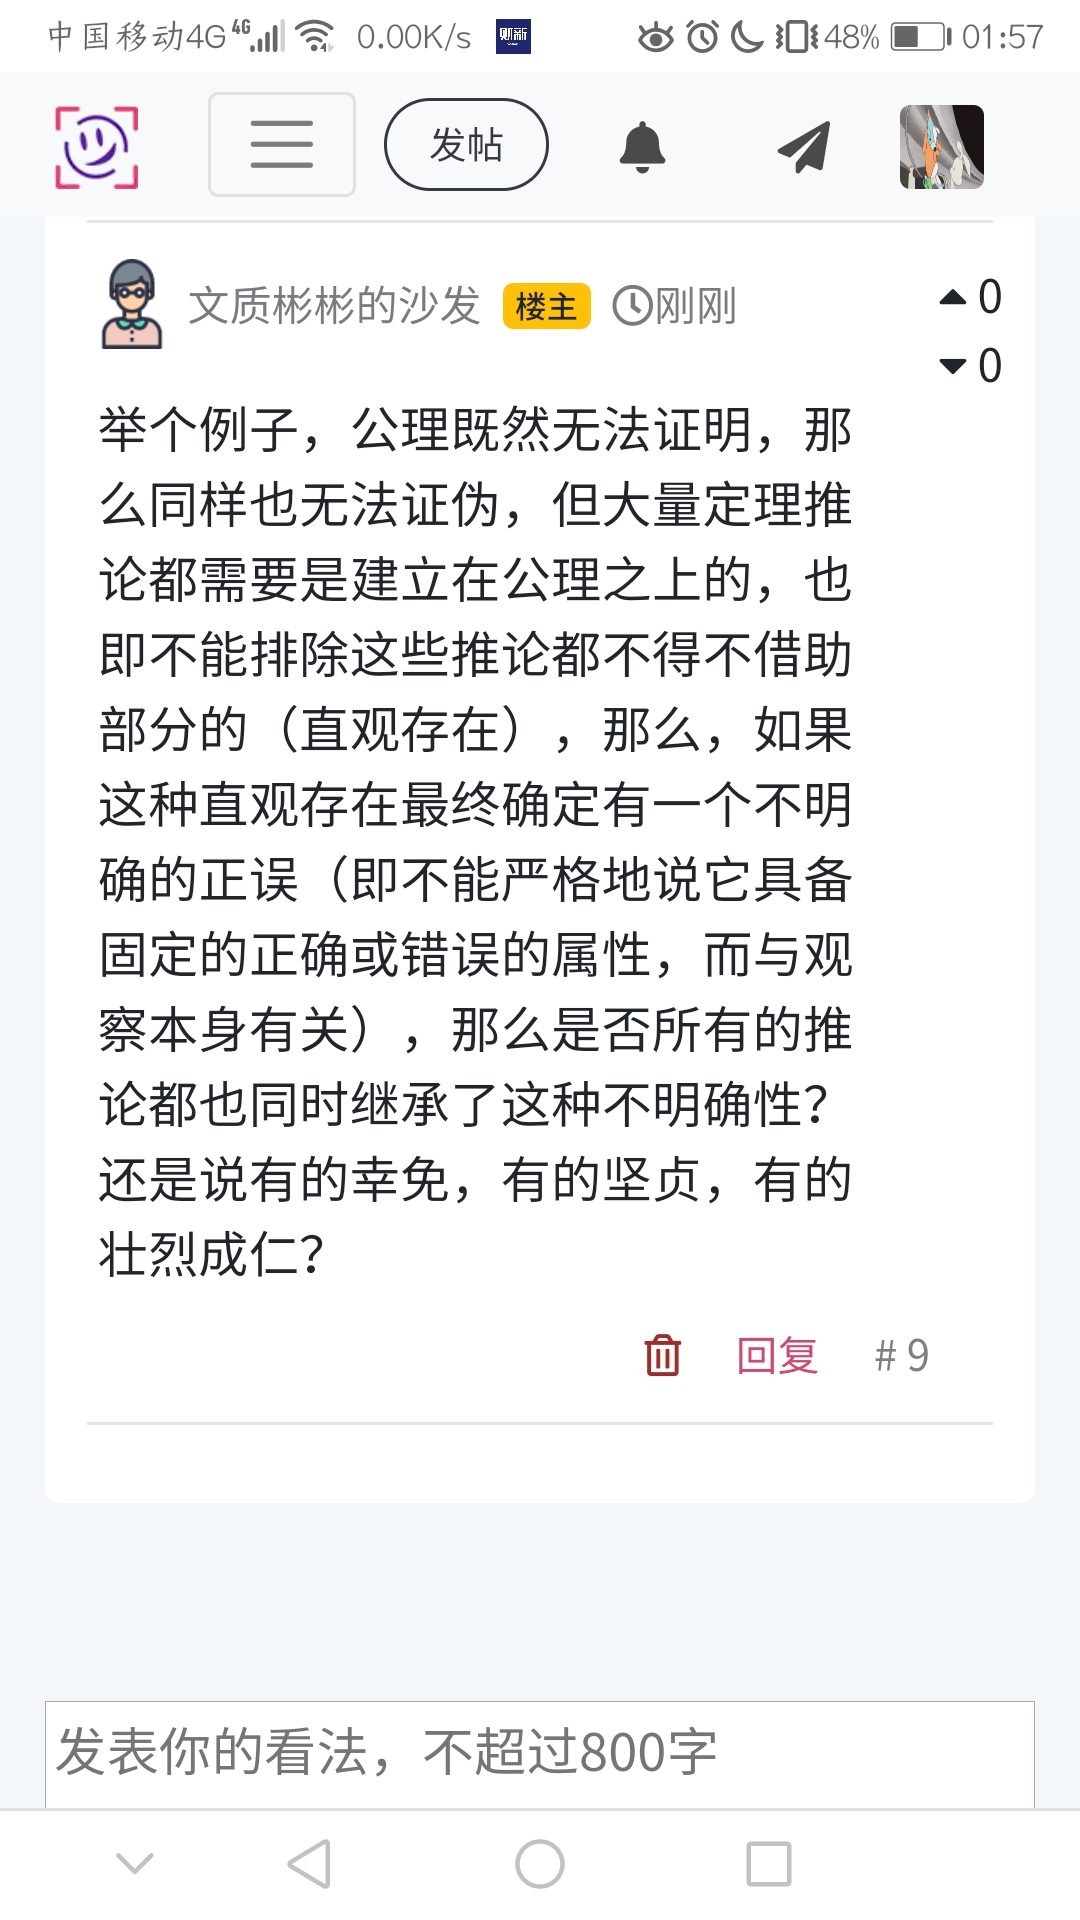 中国移动4G 4G 0.00K/s 财新 48% 01:57
发帖
文质彬彬的沙发 楼主 刚刚 0
0
举个例子，公理既然无法证明，那
么同样也无法证伪，但大量定理推
论都需要是建立在公理之上的，也
即不能排除这些推论都不得不借助
部分的（直观存在），那么，如果
这种直观存在最终确定有一个不明
确的正误（即不能严格地说它具备
固定的正确或错误的属性，而与观
察本身有关），那么是否所有的推
论都也同时继承了这种不明确性？
还是说有的幸免，有的坚贞，有的
壮烈成仁？
回复 # 9
发表你的看法，不超过800字